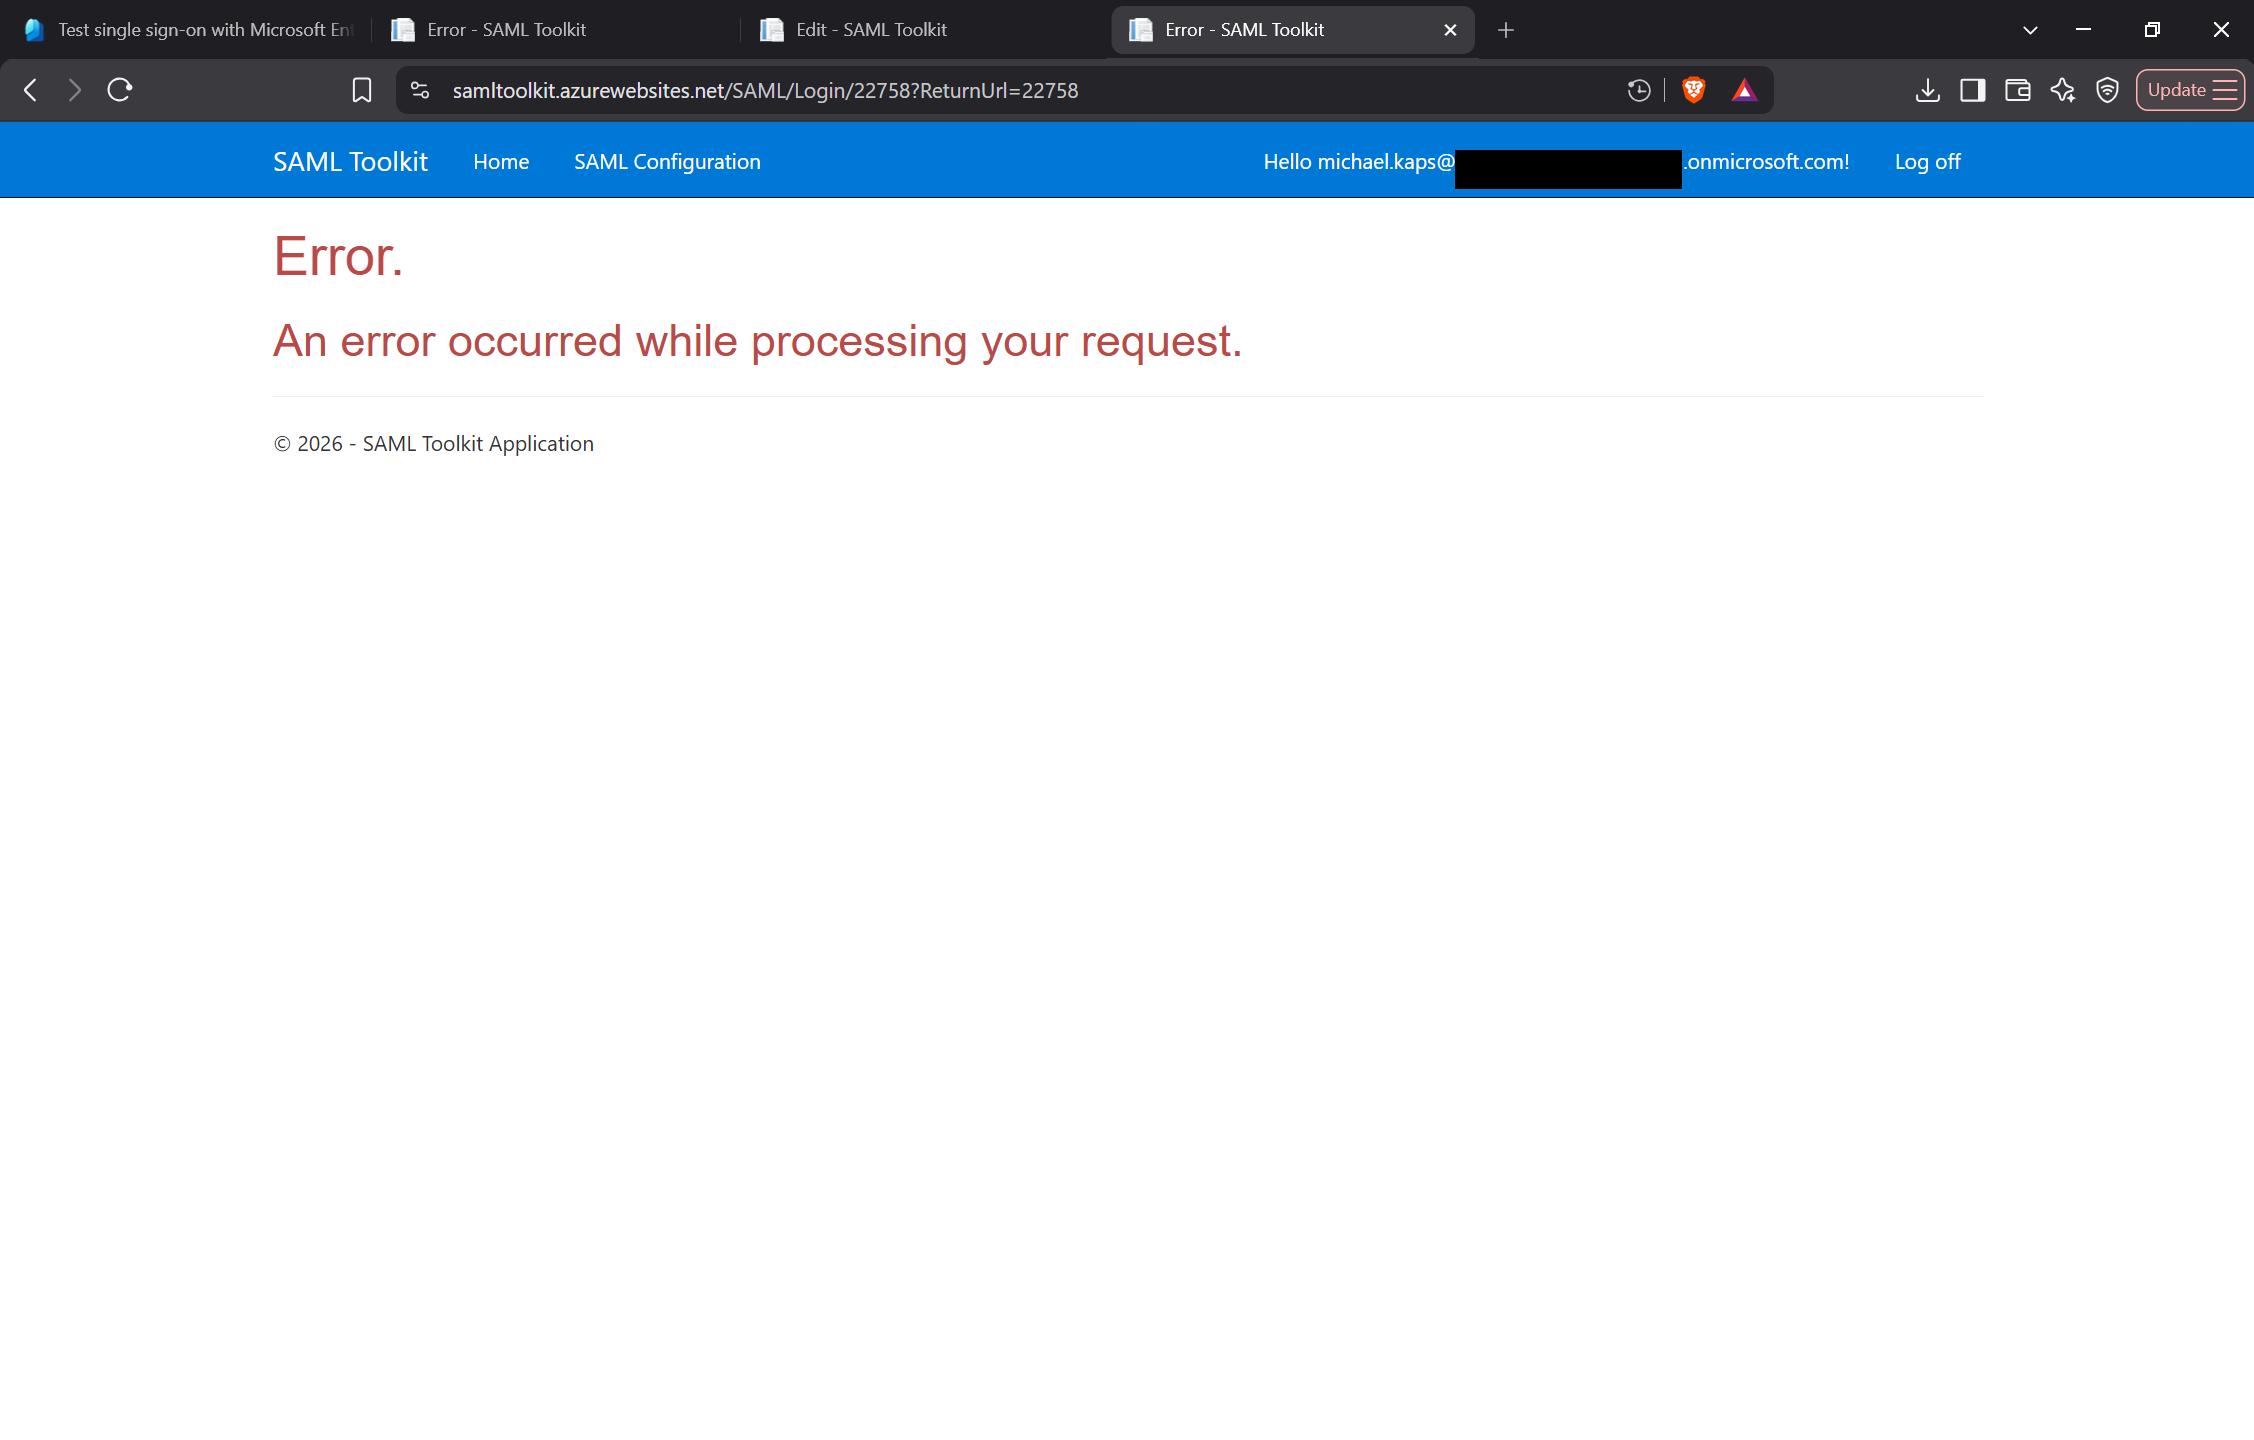 Test single sign-on with Microsoft Ent
Error - SAML Toolkit
Edit - SAML Toolkit
Error - SAML Toolkit
samltoolkit.azurewebsites.net/SAML/Login/22758?ReturnUrl=22758
Update
SAML Toolkit
Home
SAML Configuration
Hello michael.kaps@ .onmicrosoft.com!
Log off
Error.
An error occurred while processing your request.
© 2026 - SAML Toolkit Application